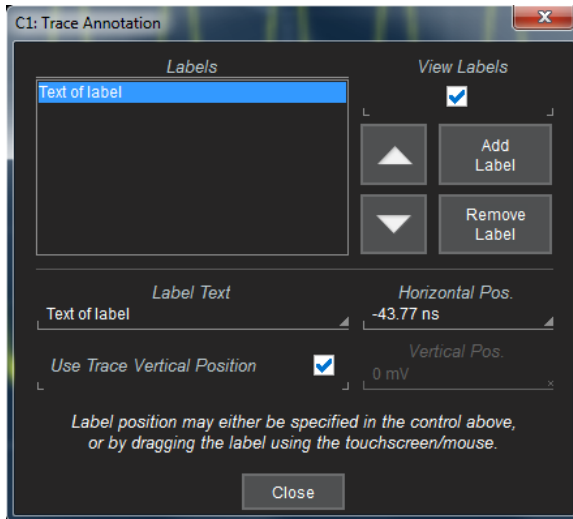 C1: Trace Annotation
Labels
View Labels
Text of label
Add
Label
Remove
Label
Label Text
Horizontal Pos.
Text of label
-43.77 ns
Use Trace Vertical Position
Vertical Pos.
0 mV
Label position may either be specified in the control above,
or by dragging the label using the touchscreen/mouse.
Close